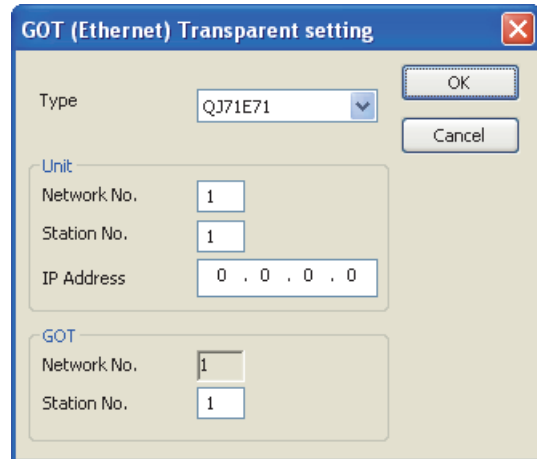 GOT (Ethernet) Transparent setting
Type QJ71E71 OK
Cancel
Unit
Network No. 1
Station No. 1
IP Address 0 . 0 . 0 . 0
GOT
Network No. 1
Station No. 1